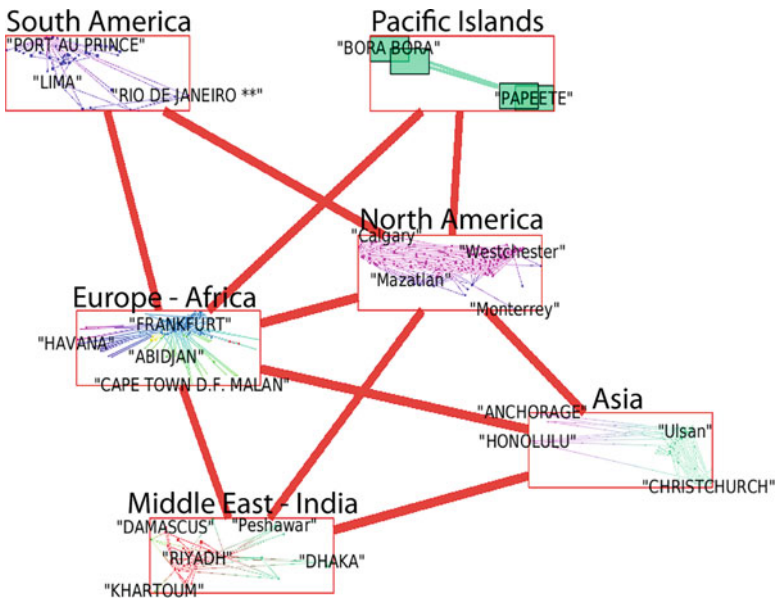 South America
"PORT AU PRINCE"
"LIMA"
"RIO DE JANEIRO **"
Pacific Islands
"BORA BORA"
"PAPEETE"
North America
"Calgary"
"Westchester"
"Mazatlan"
"Monterrey"
Europe - Africa
"FRANKFURT"
"HAVANA"
"ABIDJAN"
"CAPE TOWN D.F. MALAN"
Asia
"ANCHORAGE"
"HONOLULU"
"Ulsan"
"CHRISTCHURCH"
Middle East - India
"DAMASCUS"
"Peshawar"
"RIYADH"
"DHAKA"
"KHARTOUM"